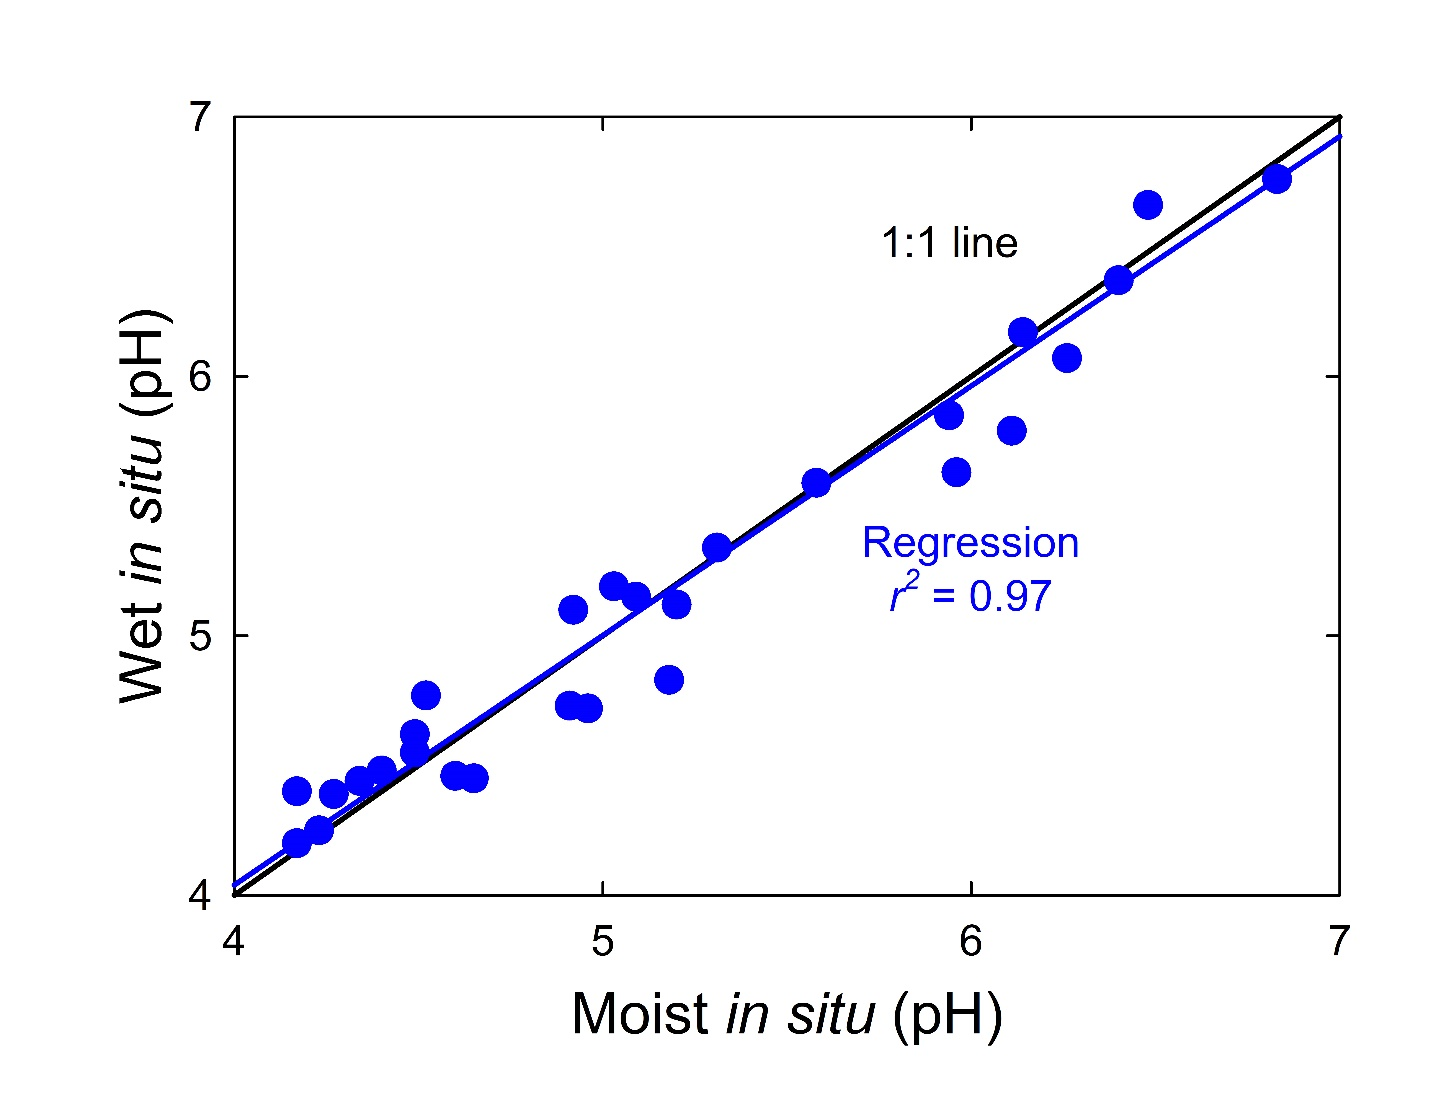 7
6
5
4
4 5 6 7
Wet in situ (pH)
Moist in situ (pH)
1:1 line
Regression
r² = 0.97